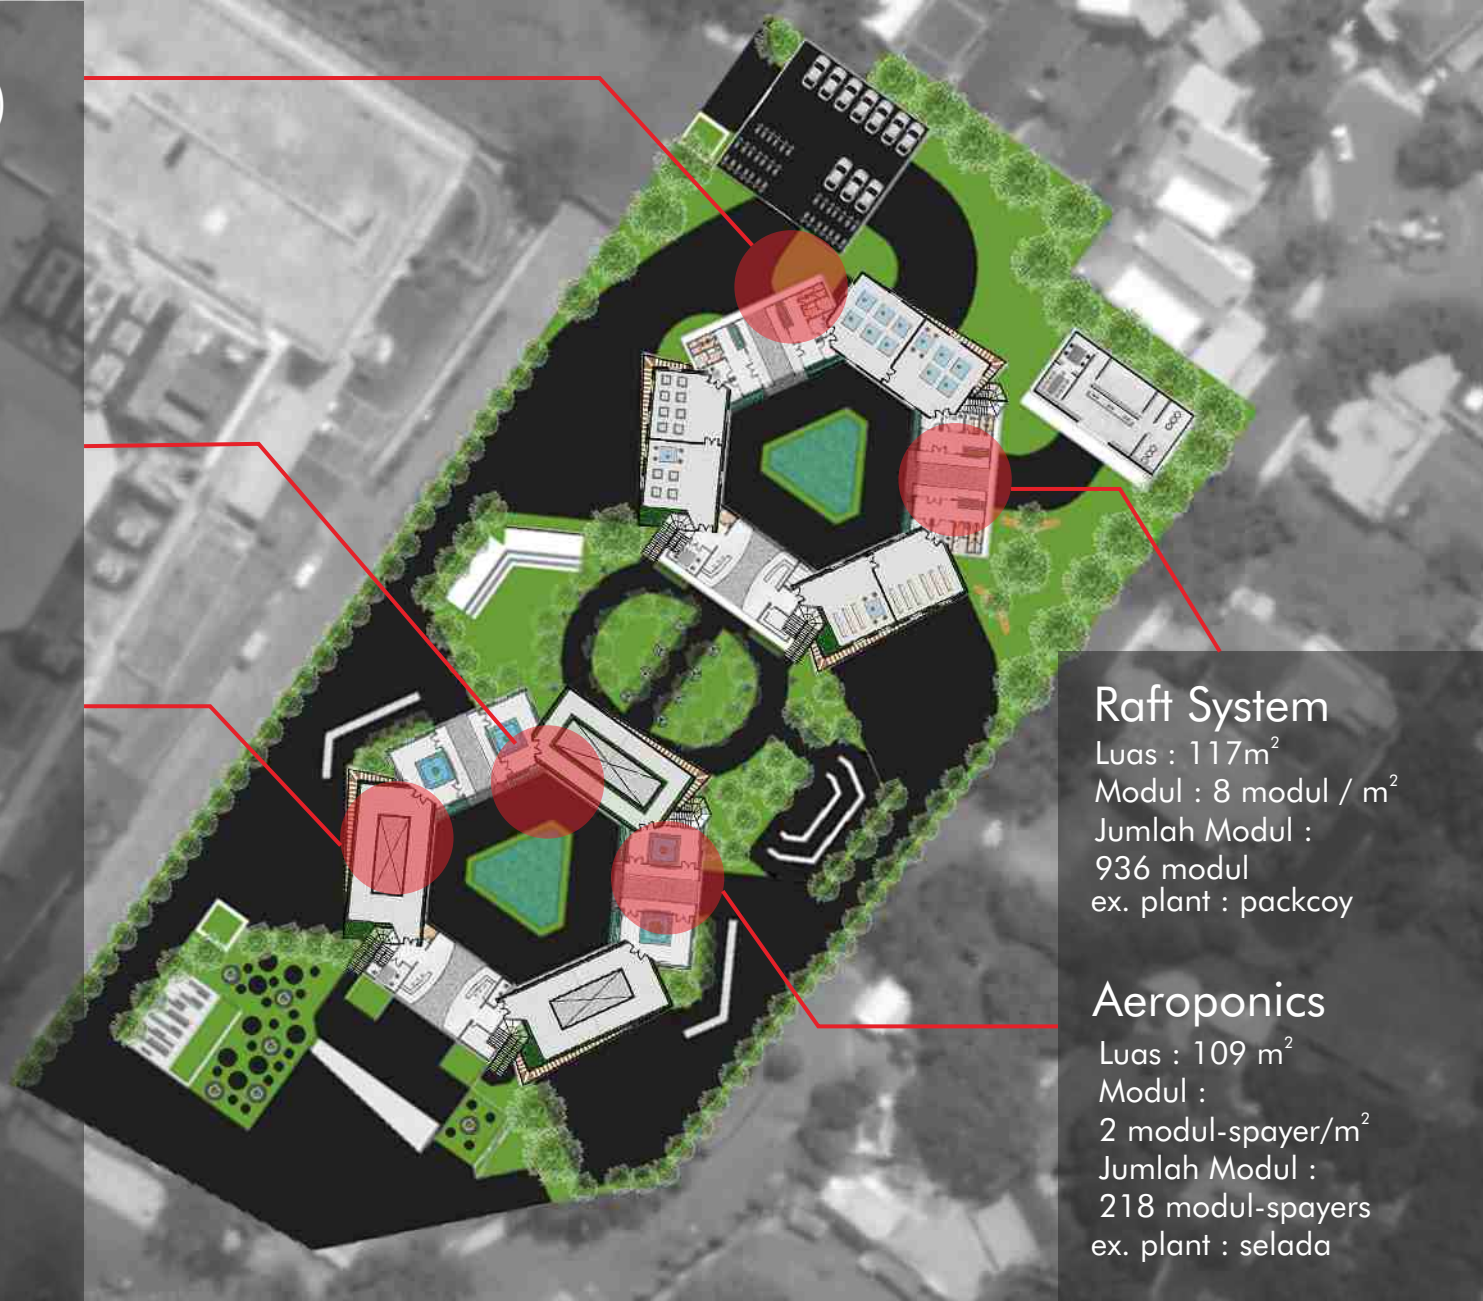 )
Raft System
Luas : 117m²
Modul : 8 modul / m²
Jumlah Modul :
936 modul
ex. plant : packcoy
Aeroponics
Luas : 109 m²
Modul :
2 modul-spayer/m²
Jumlah Modul :
218 modul-spayers
ex. plant : selada